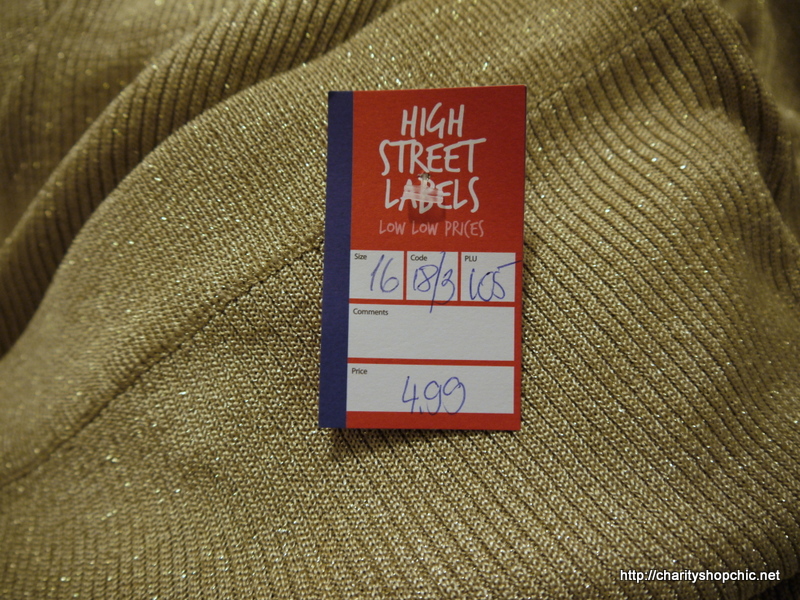 HIGH
STREET
LABELS
LOW LOW PRICES
Size Code PLU
16 18/3 105
Comments
Price
4.99
http://charityshopchic.net